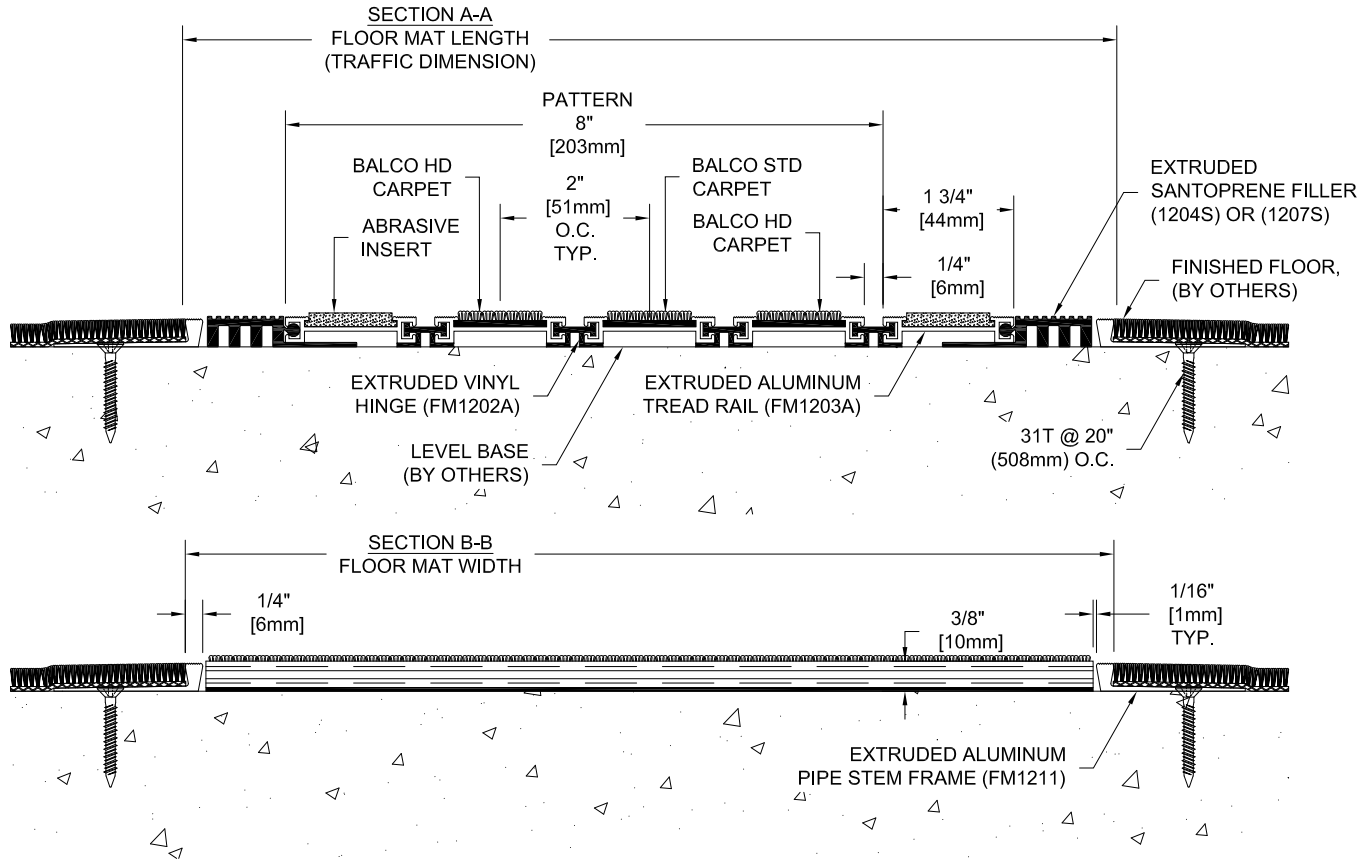 SECTION A-A
FLOOR MAT LENGTH
(TRAFFIC DIMENSION)
PATTERN
8"
[203mm]
BALCO HD
CARPET
ABRASIVE
INSERT
2"
[51mm]
O.C.
TYP.
BALCO STD
CARPET
BALCO HD
CARPET
1 3/4"
[44mm]
1/4"
[6mm]
EXTRUDED
SANTOPRENE FILLER
(1204S) OR (1207S)
FINISHED FLOOR,
(BY OTHERS)
EXTRUDED VINYL
HINGE (FM1202A)
EXTRUDED ALUMINUM
TREAD RAIL (FM1203A)
LEVEL BASE
(BY OTHERS)
31T @ 20"
(508mm) O.C.
SECTION B-B
FLOOR MAT WIDTH
1/4"
[6mm]
3/8"
[10mm]
1/16"
[1mm]
TYP.
EXTRUDED ALUMINUM
PIPE STEM FRAME (FM1211)